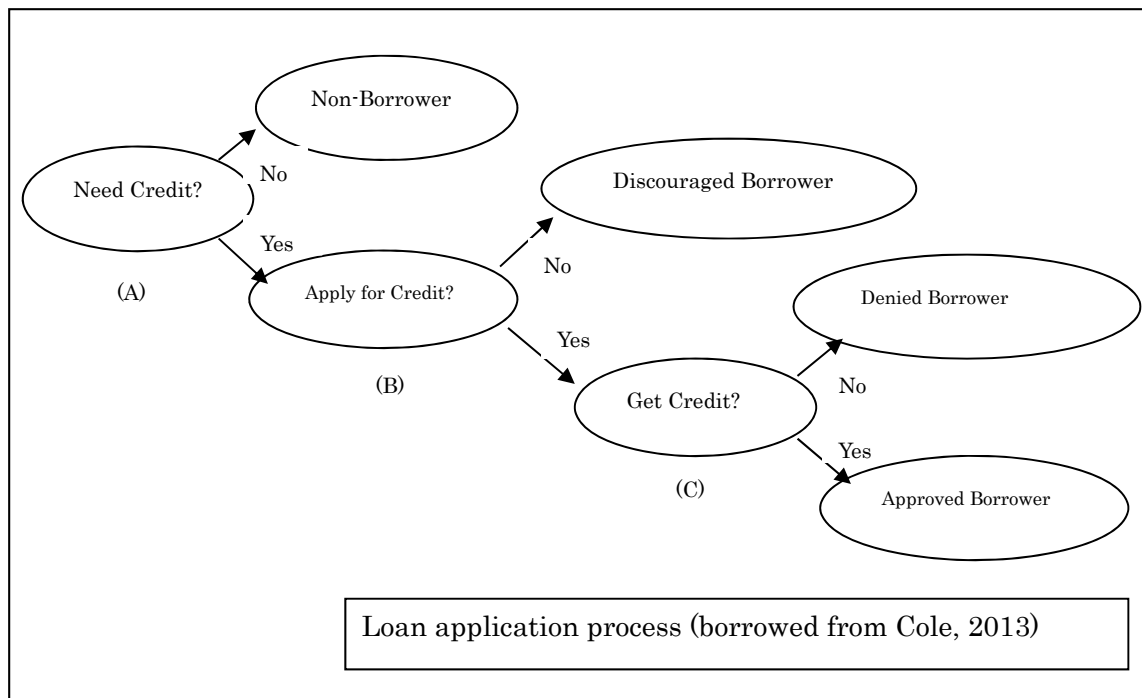 Non-Borrower
No
Need Credit?
Yes
(A)
Discouraged Borrower
No
Apply for Credit?
Yes
(B)
Denied Borrower
No
Get Credit?
Yes
(C)
Approved Borrower
Loan application process (borrowed from Cole, 2013)